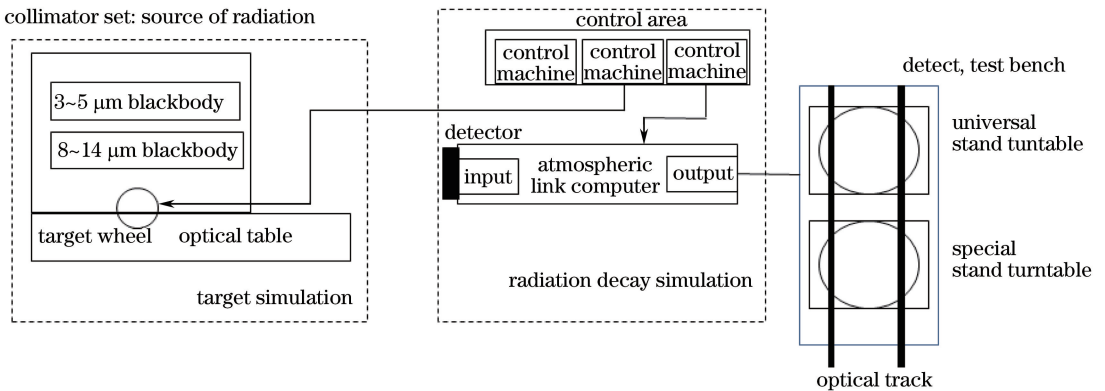 collimator set: source of radiation
3~5 μm blackbody
8~14 μm blackbody
target wheel
optical table
target simulation
control area
control
machine
control
machine
control
machine
detector
input
atmospheric
link computer
output
radiation decay simulation
detect, test bench
universal
stand tuntable
special
stand turntable
optical track